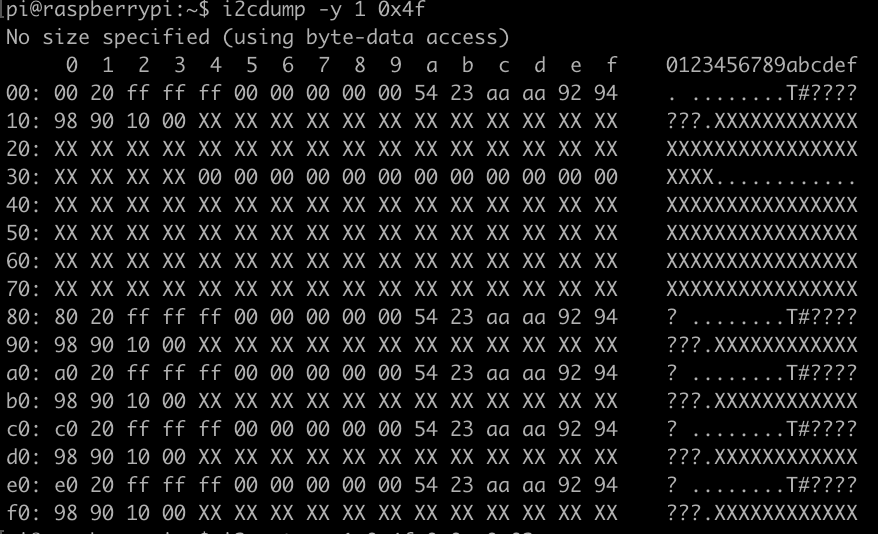 pi@raspberrypi:~$ i2cdump -y 1 0x4f
No size specified (using byte-data access)
     0  1  2  3  4  5  6  7  8  9  a  b  c  d  e  f    0123456789abcdef
00: 00 20 ff ff ff 00 00 00 00 00 54 23 aa aa 92 94    . ........T#????
10: 98 90 10 00 XX XX XX XX XX XX XX XX XX XX XX XX    ???.XXXXXXXXXXXX
20: XX XX XX XX XX XX XX XX XX XX XX XX XX XX XX XX    XXXXXXXXXXXXXXXX
30: XX XX XX XX 00 00 00 00 00 00 00 00 00 00 00 00    XXXX............
40: XX XX XX XX XX XX XX XX XX XX XX XX XX XX XX XX    XXXXXXXXXXXXXXXX
50: XX XX XX XX XX XX XX XX XX XX XX XX XX XX XX XX    XXXXXXXXXXXXXXXX
60: XX XX XX XX XX XX XX XX XX XX XX XX XX XX XX XX    XXXXXXXXXXXXXXXX
70: XX XX XX XX XX XX XX XX XX XX XX XX XX XX XX XX    XXXXXXXXXXXXXXXX
80: 80 20 ff ff ff 00 00 00 00 00 54 23 aa aa 92 94    ? ........T#????
90: 98 90 10 00 XX XX XX XX XX XX XX XX XX XX XX XX    ???.XXXXXXXXXXXX
a0: a0 20 ff ff ff 00 00 00 00 00 54 23 aa aa 92 94    ? ........T#????
b0: 98 90 10 00 XX XX XX XX XX XX XX XX XX XX XX XX    ???.XXXXXXXXXXXX
c0: c0 20 ff ff ff 00 00 00 00 00 54 23 aa aa 92 94    ? ........T#????
d0: 98 90 10 00 XX XX XX XX XX XX XX XX XX XX XX XX    ???.XXXXXXXXXXXX
e0: e0 20 ff ff ff 00 00 00 00 00 54 23 aa aa 92 94    ? ........T#????
f0: 98 90 10 00 XX XX XX XX XX XX XX XX XX XX XX XX    ???.XXXXXXXXXXXX